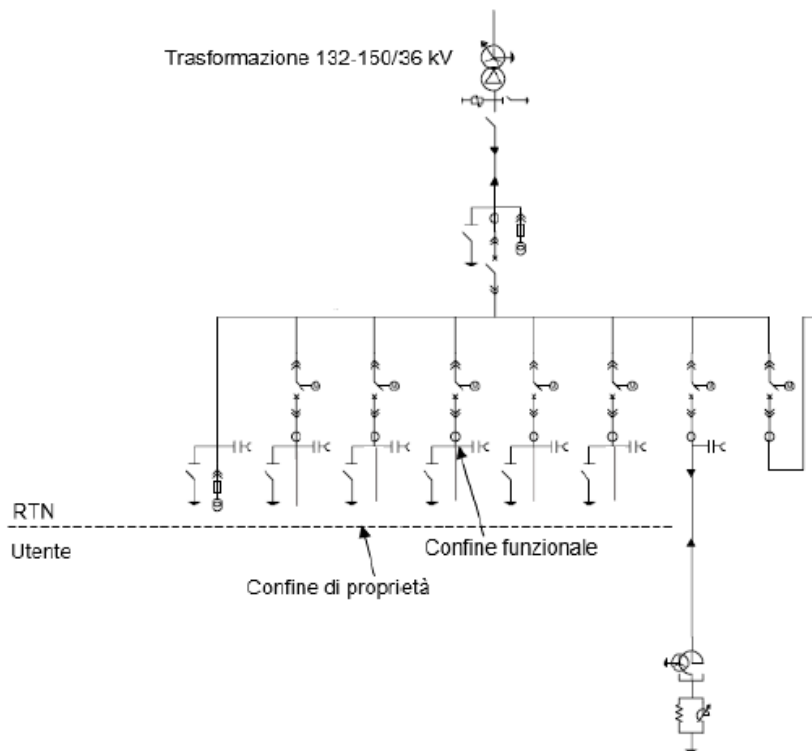 Trasformazione 132-150/36 kV
RTN
Utente
Confine funzionale
Confine di proprietà